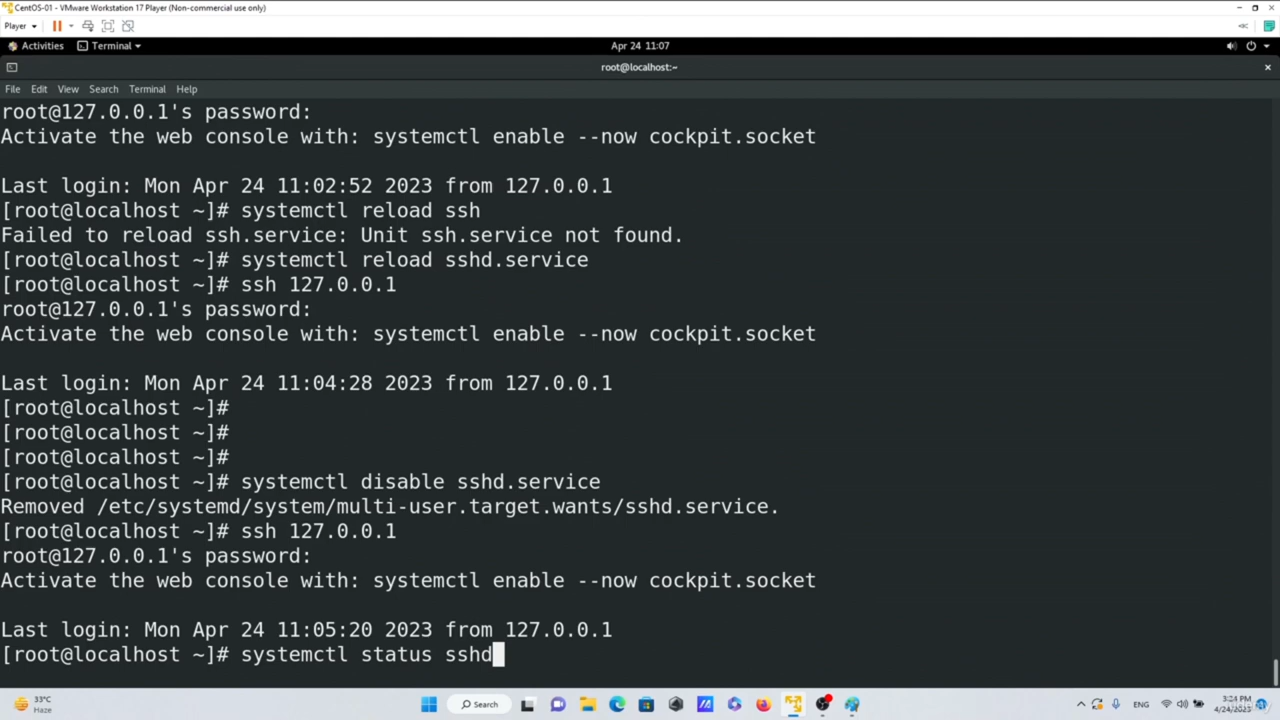 CentOS-01 - VMware Workstation 17 Player (Non-commercial use only)
Player
Activities Terminal Apr 24 11:07
root@localhost:~
File Edit View Search Terminal Help
root@127.0.0.1's password:
Activate the web console with: systemctl enable --now cockpit.socket
Last login: Mon Apr 24 11:02:52 2023 from 127.0.0.1
[root@localhost ~]# systemctl reload ssh
Failed to reload ssh.service: Unit ssh.service not found.
[root@localhost ~]# systemctl reload sshd.service
[root@localhost ~]# ssh 127.0.0.1
root@127.0.0.1's password:
Activate the web console with: systemctl enable --now cockpit.socket
Last login: Mon Apr 24 11:04:28 2023 from 127.0.0.1
[root@localhost ~]#
[root@localhost ~]#
[root@localhost ~]#
[root@localhost ~]# systemctl disable sshd.service
Removed /etc/systemd/system/multi-user.target.wants/sshd.service.
[root@localhost ~]# ssh 127.0.0.1
root@127.0.0.1's password:
Activate the web console with: systemctl enable --now cockpit.socket
Last login: Mon Apr 24 11:05:20 2023 from 127.0.0.1
[root@localhost ~]# systemctl status sshd
33°C
Haze
Search
ENG
3:24 PM
4/24/2023